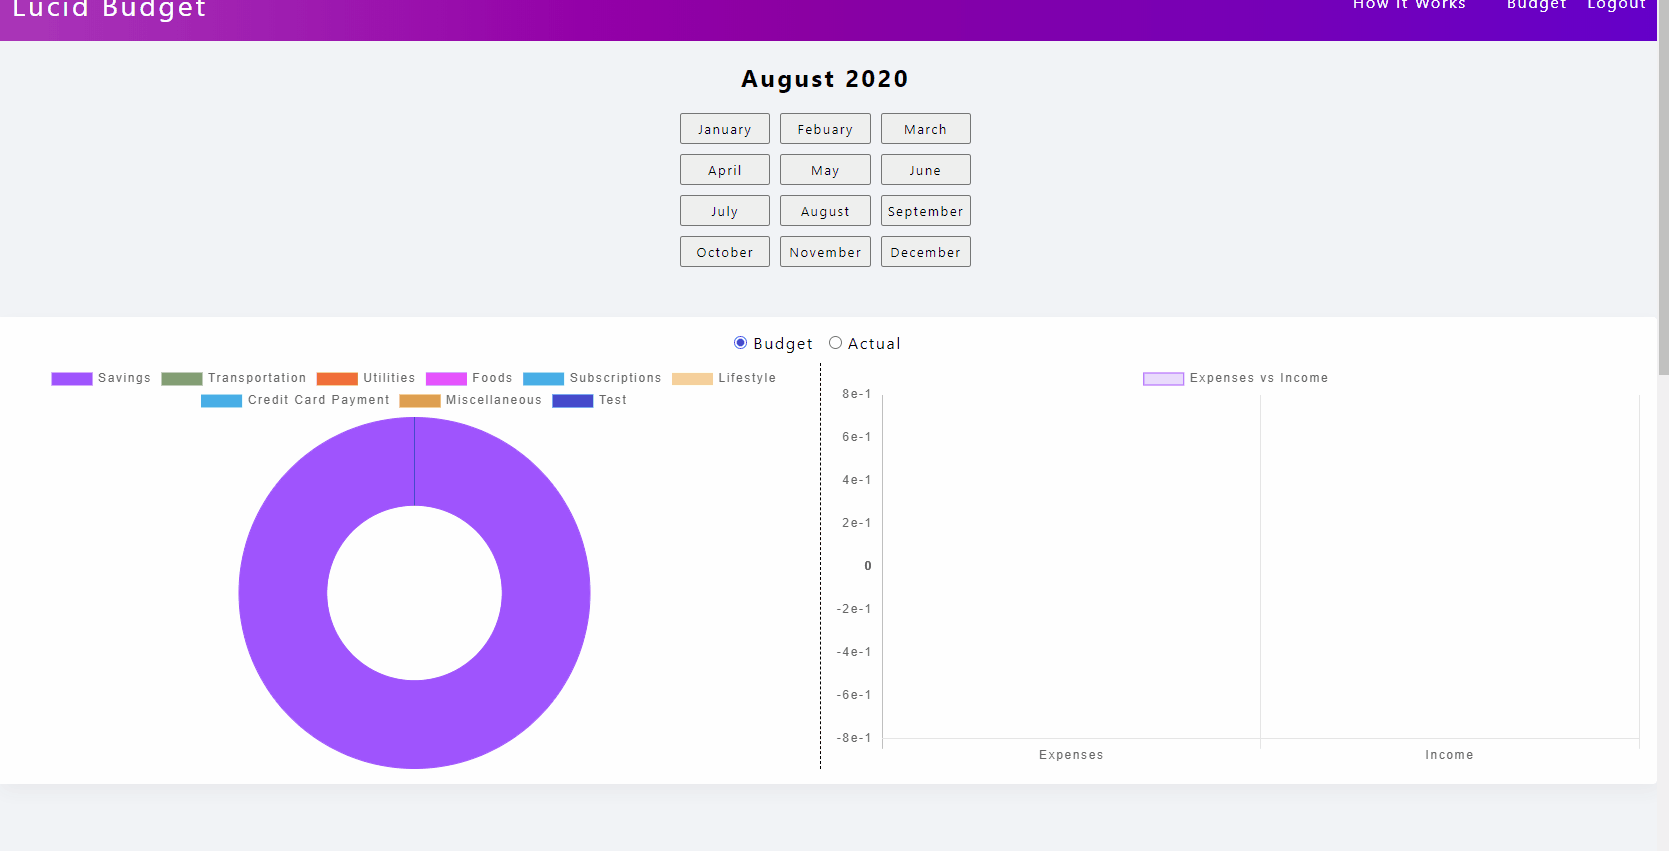 Lucid Budget How It Works Budget Logout
August 2020
January Febuary March
April May June
July August September
October November December
Budget Actual
Savings Transportation Utilities Foods Subscriptions Lifestyle
Credit Card Payment Miscellaneous Test
Expenses vs Income
8e-1
6e-1
4e-1
2e-1
0
-2e-1
-4e-1
-6e-1
-8e-1
Expenses Income